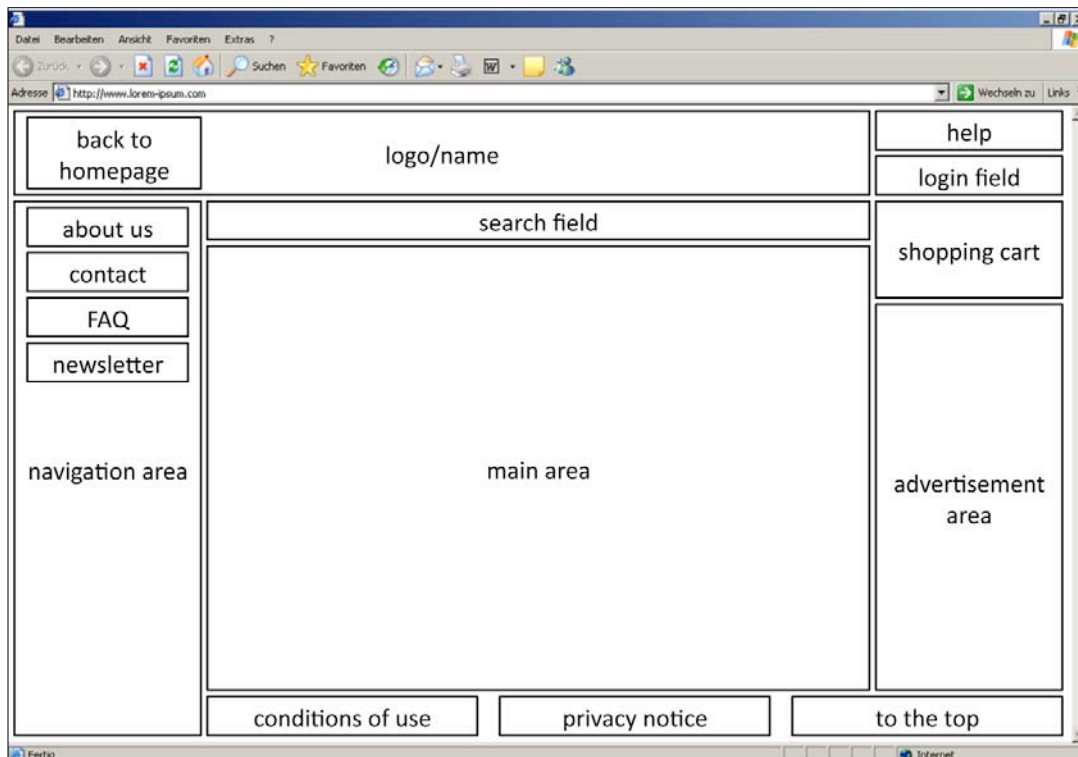 Datei Bearbeiten Ansicht Favoriten Extras ?
Zurück Suchen Favoriten
Adresse http://www.lorem-ipsum.com Wechseln zu Links
back to
homepage
logo/name
help
login field
about us
search field
shopping cart
contact
FAQ
newsletter
navigation area
main area
advertisement
area
conditions of use
privacy notice
to the top
Fertig Internet